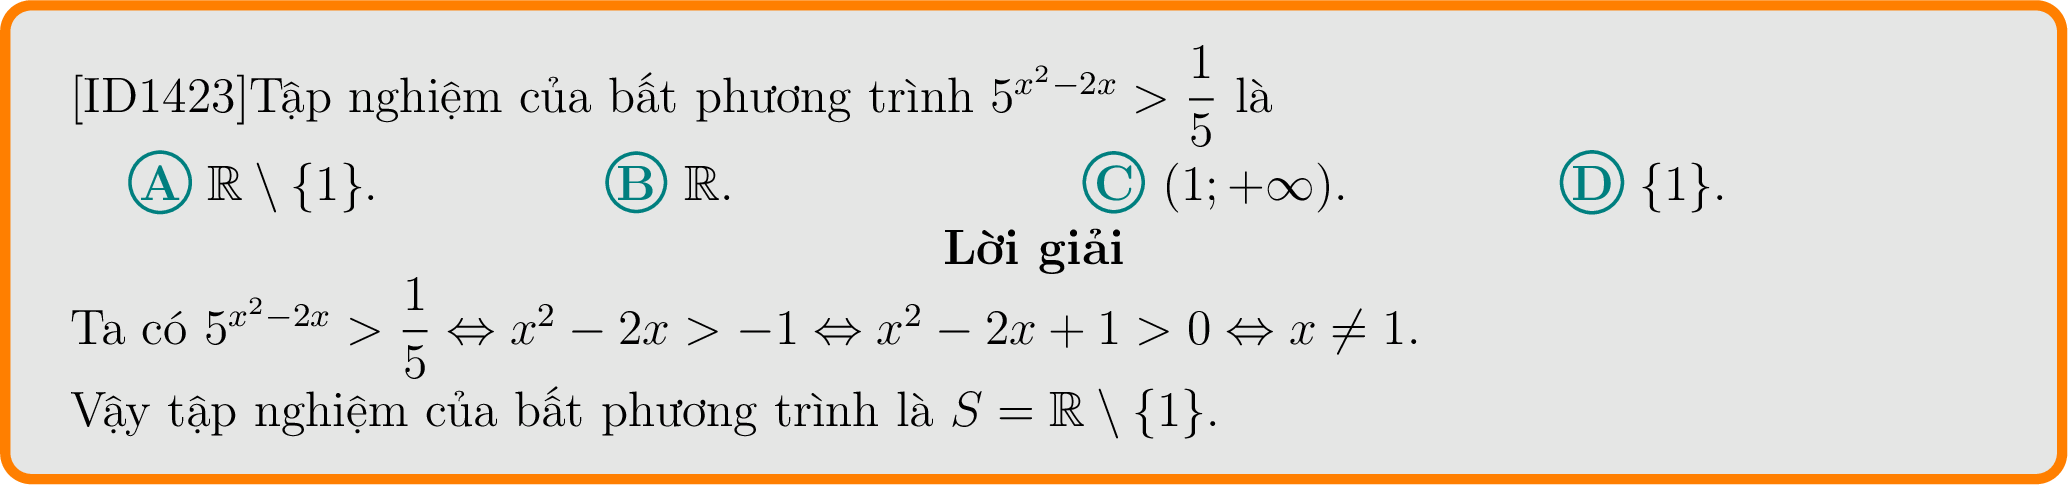 [ID1423]Tập nghiệm của bất phương trình $5^{x^2-2x} > \frac{1}{5}$ là
A $\mathbb{R} \setminus \{1\}$. B $\mathbb{R}$. C $(1; +\infty)$. D $\{1\}$.
Lời giải
Ta có $5^{x^2-2x} > \frac{1}{5} \Leftrightarrow x^2 - 2x > -1 \Leftrightarrow x^2 - 2x + 1 > 0 \Leftrightarrow x \neq 1$.
Vậy tập nghiệm của bất phương trình là $S = \mathbb{R} \setminus \{1\}$.